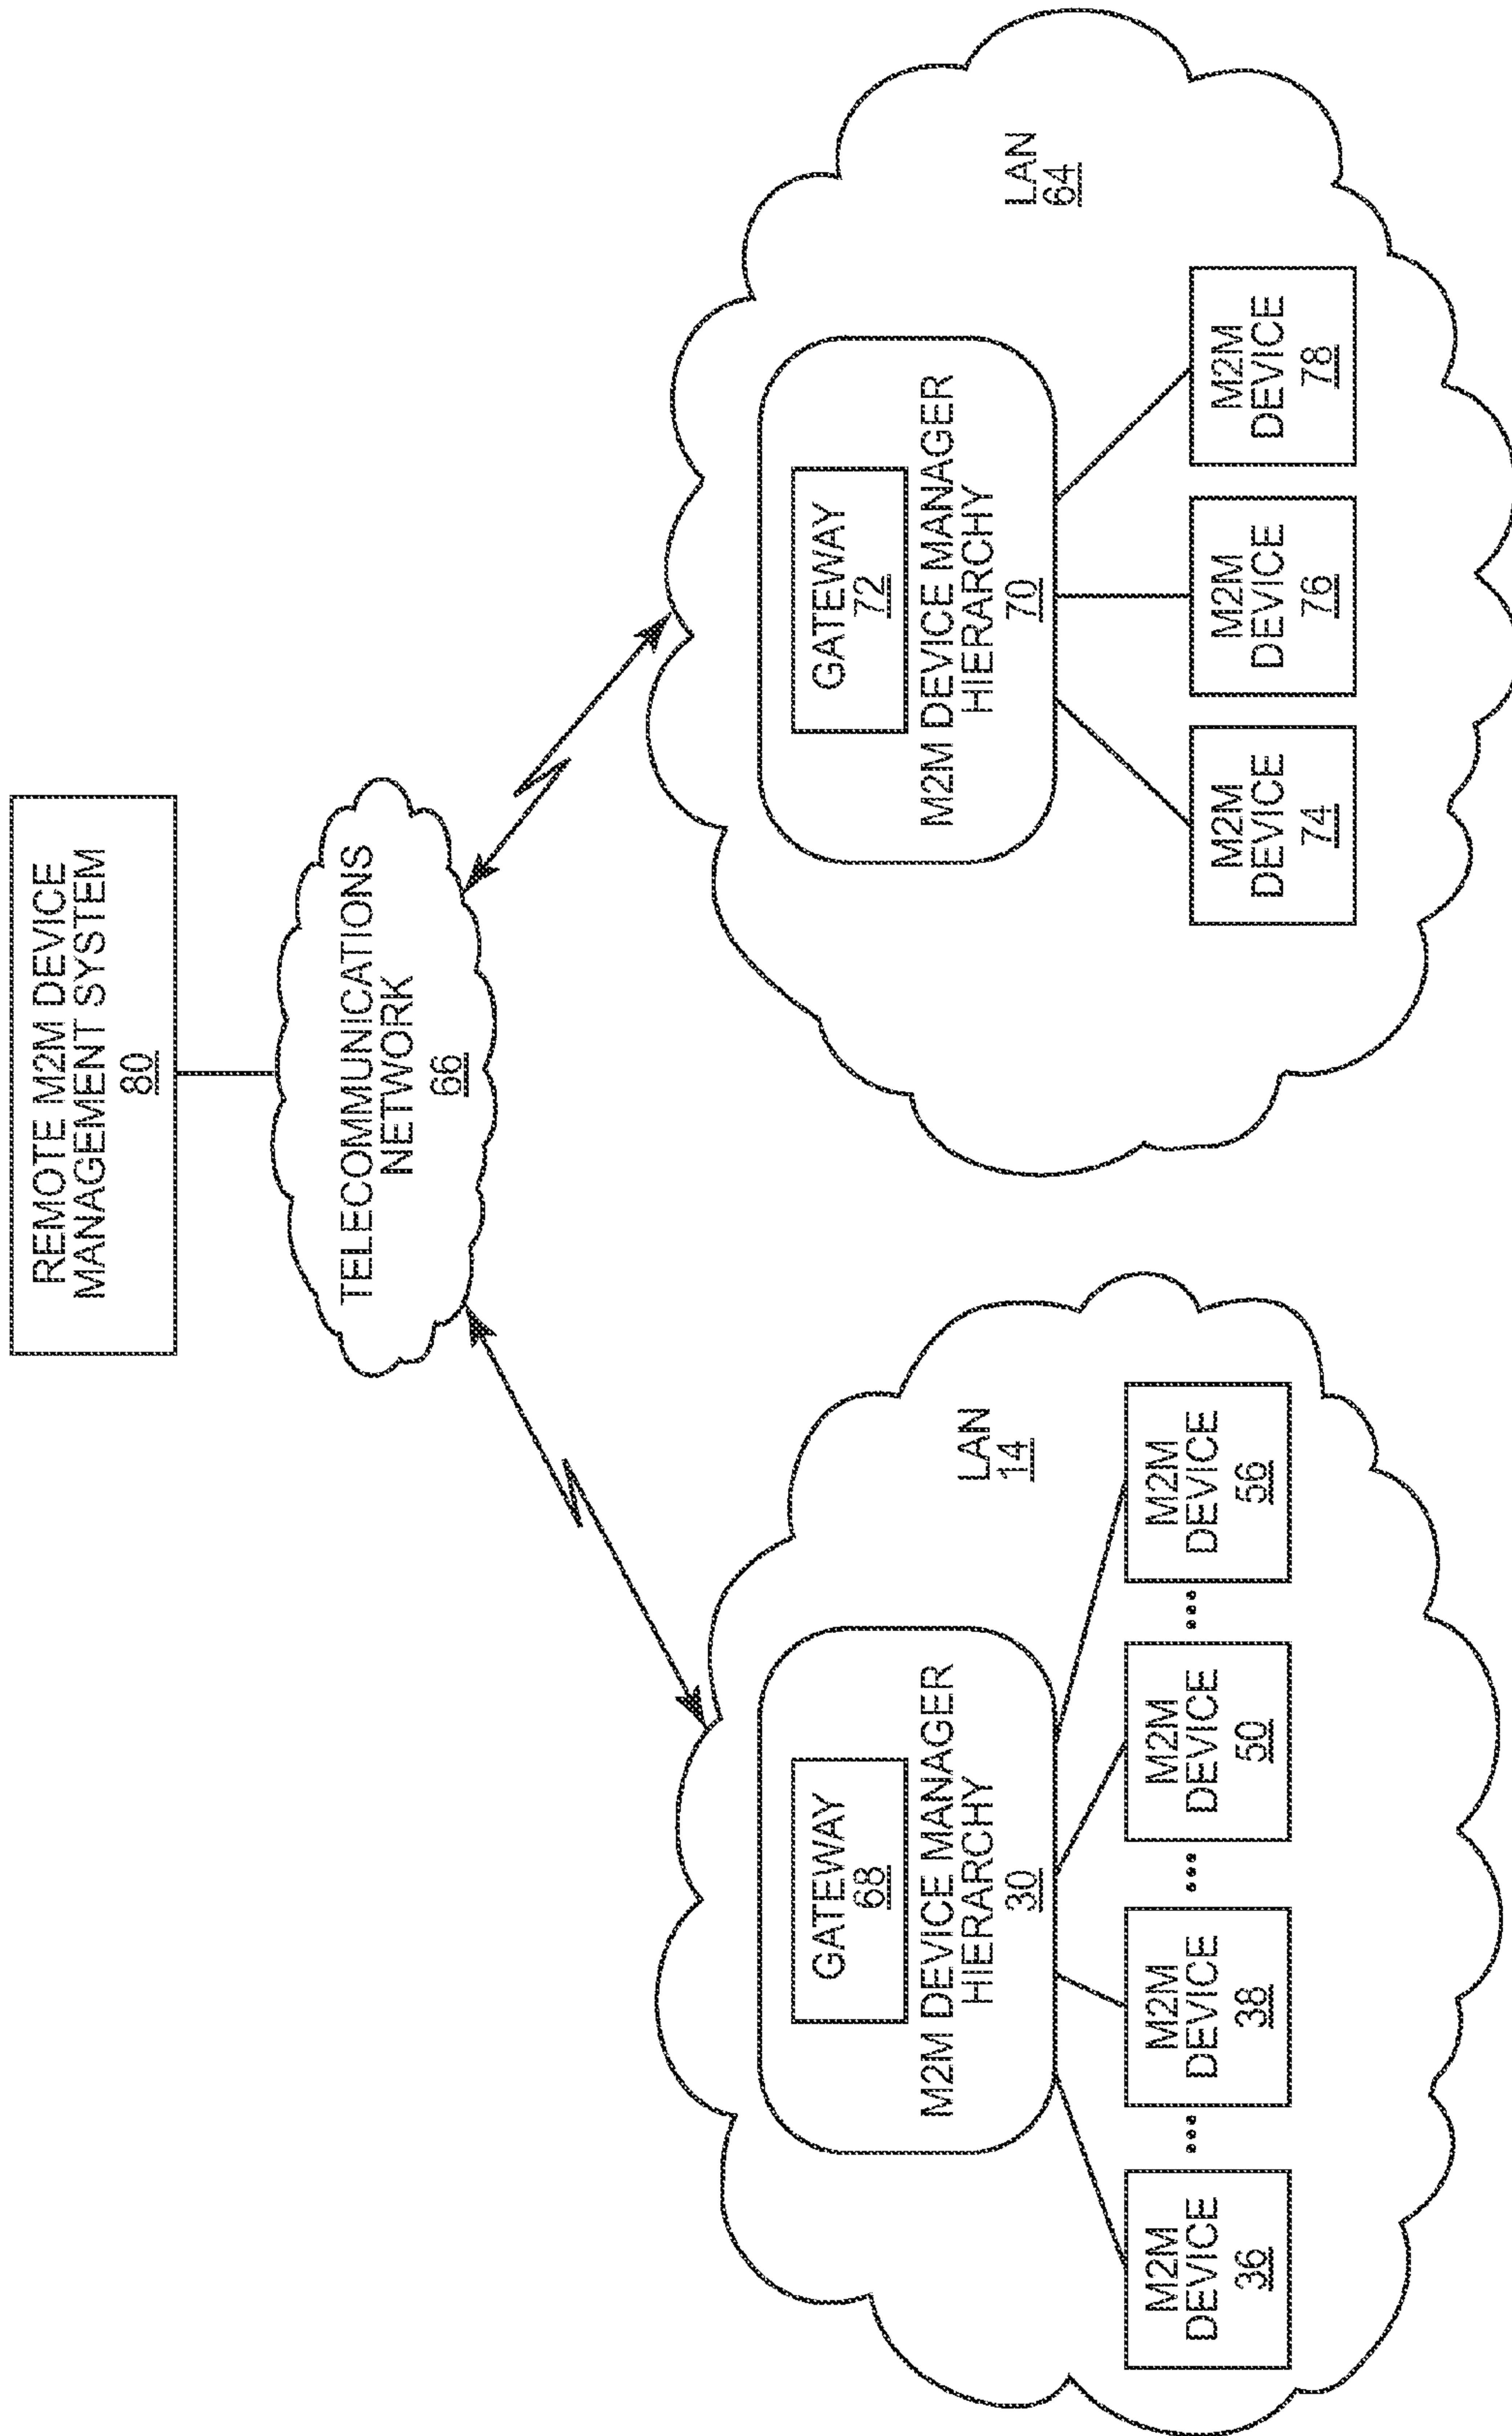 REMOTE M2M DEVICE
MANAGEMENT SYSTEM
80
TELECOMMUNICATIONS
NETWORK
66
LAN
14
GATEWAY
68
M2M DEVICE MANAGER
HIERARCHY
30
M2M
DEVICE
36
...
M2M
DEVICE
38
...
M2M
DEVICE
50
...
M2M
DEVICE
56
LAN
64
GATEWAY
72
M2M DEVICE MANAGER
HIERARCHY
70
M2M
DEVICE
74
M2M
DEVICE
76
M2M
DEVICE
78